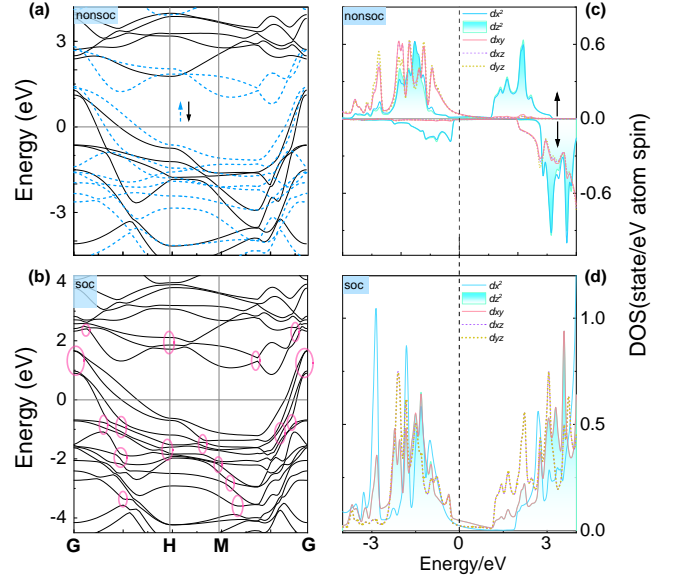 (a)
nonsoc
4
0
-4
Energy (eV)
nonsoc
(c)
dx²
dz²
dxy
dxz
dyz
0.6
0.0
-0.6
DOS(state/eV atom spin)
(b)
soc
4
2
0
-2
-4
Energy (eV)
G
H
M
G
soc
(d)
dx²
dz²
dxy
dxz
dyz
1.0
0.5
0.0
-3
0
3
Energy/eV